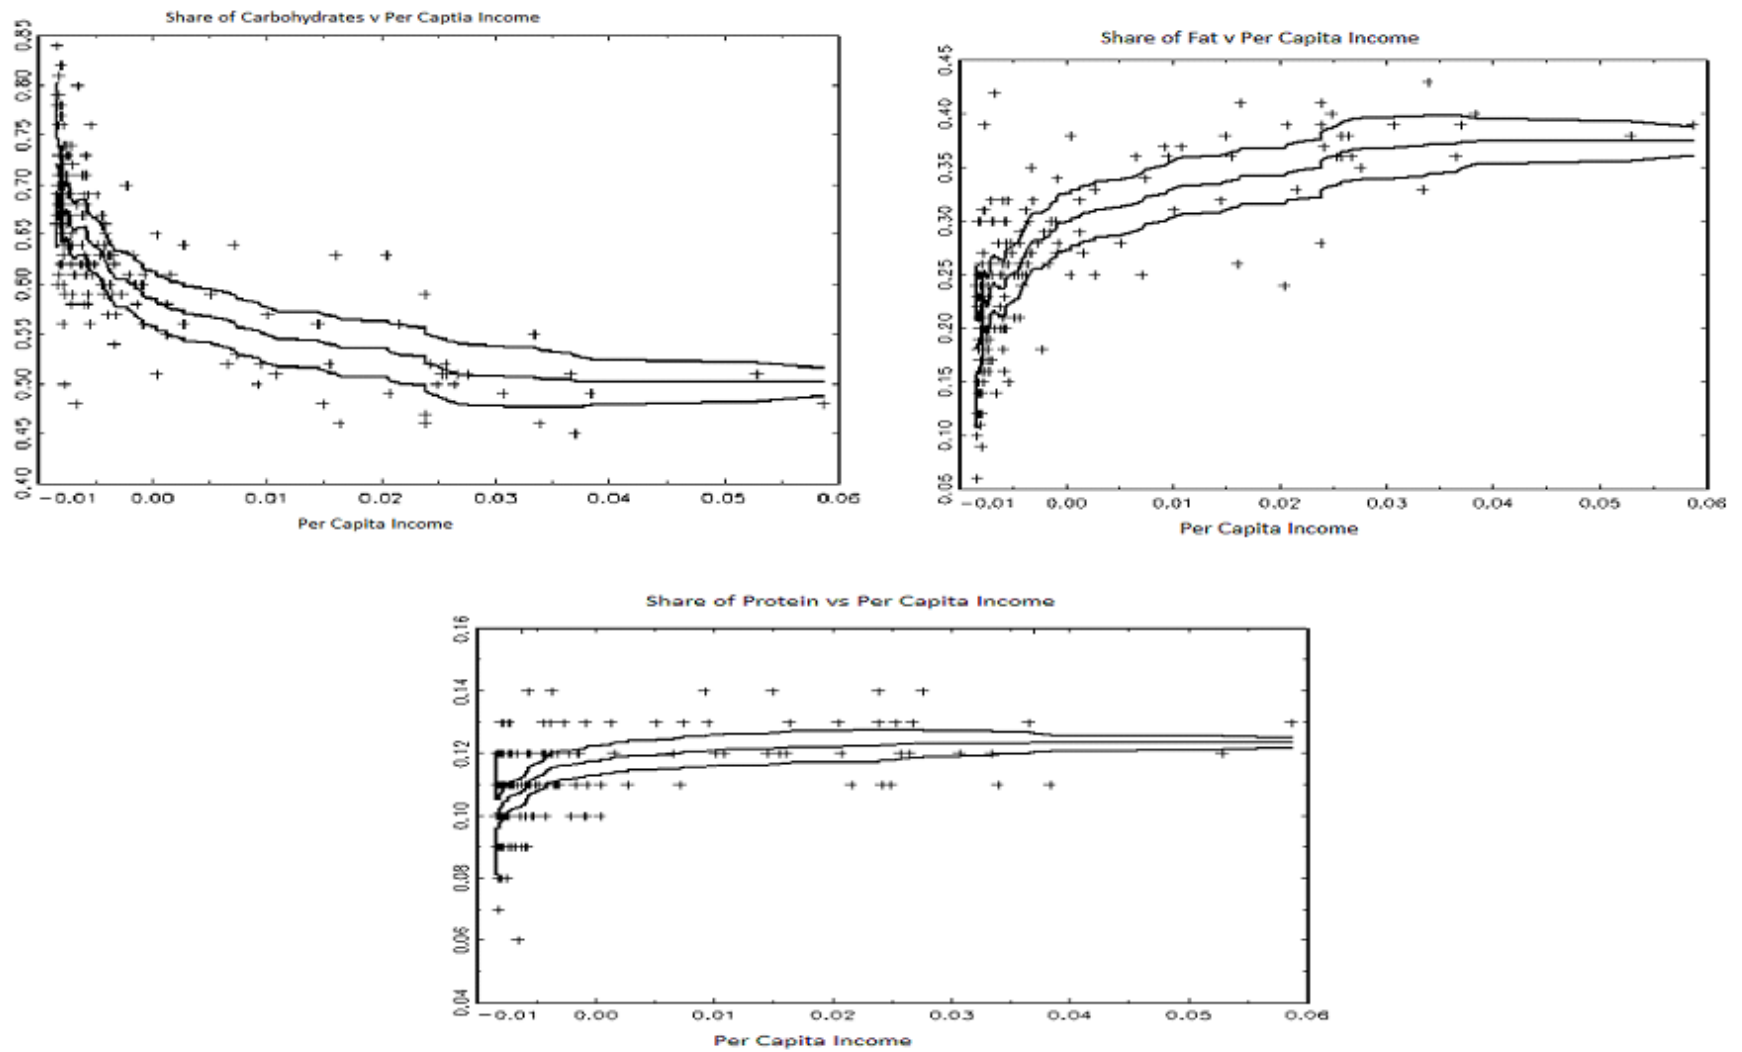 Share of Carbohydrates v Per Captia Income
0.85
0.80
0.75
0.70
0.65
0.60
0.55
0.50
0.45
0.40
-0.01 0.00 0.01 0.02 0.03 0.04 0.05 0.06
Per Capita Income
Share of Fat v Per Capita Income
0.45
0.40
0.35
0.30
0.25
0.20
0.15
0.10
0.05
-0.01 0.00 0.01 0.02 0.03 0.04 0.05 0.06
Per Capita Income
Share of Protein vs Per Capita Income
0.16
0.14
0.12
0.10
0.08
0.06
0.04
-0.01 0.00 0.01 0.02 0.03 0.04 0.05 0.06
Per Capita Income